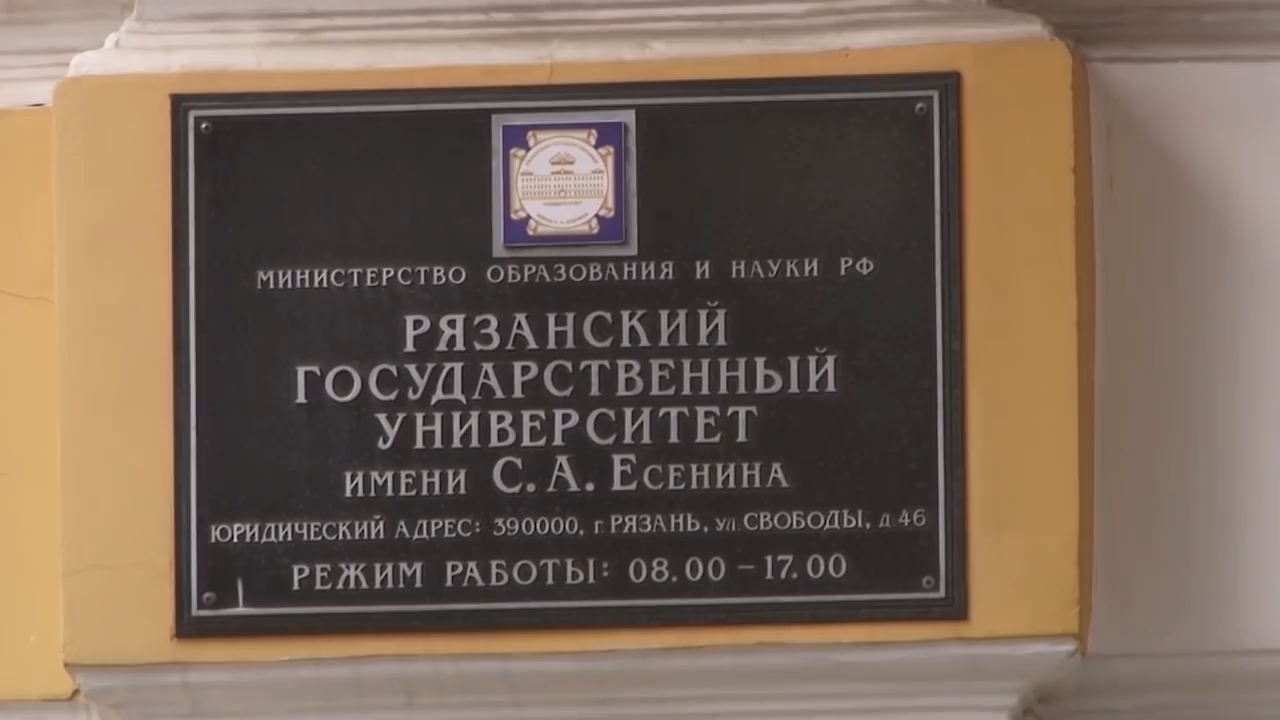 МИНИСТЕРСТВО ОБРАЗОВАНИЯ И НАУКИ РФ
РЯЗАНСКИЙ
ГОСУДАРСТВЕННЫЙ
УНИВЕРСИТЕТ
ИМЕНИ С. А. ЕСЕНИНА
ЮРИДИЧЕСКИЙ АДРЕС: 390000, г. РЯЗАНЬ, ул. СВОБОДЫ, д 46
РЕЖИМ РАБОТЫ: 08.00 – 17.00